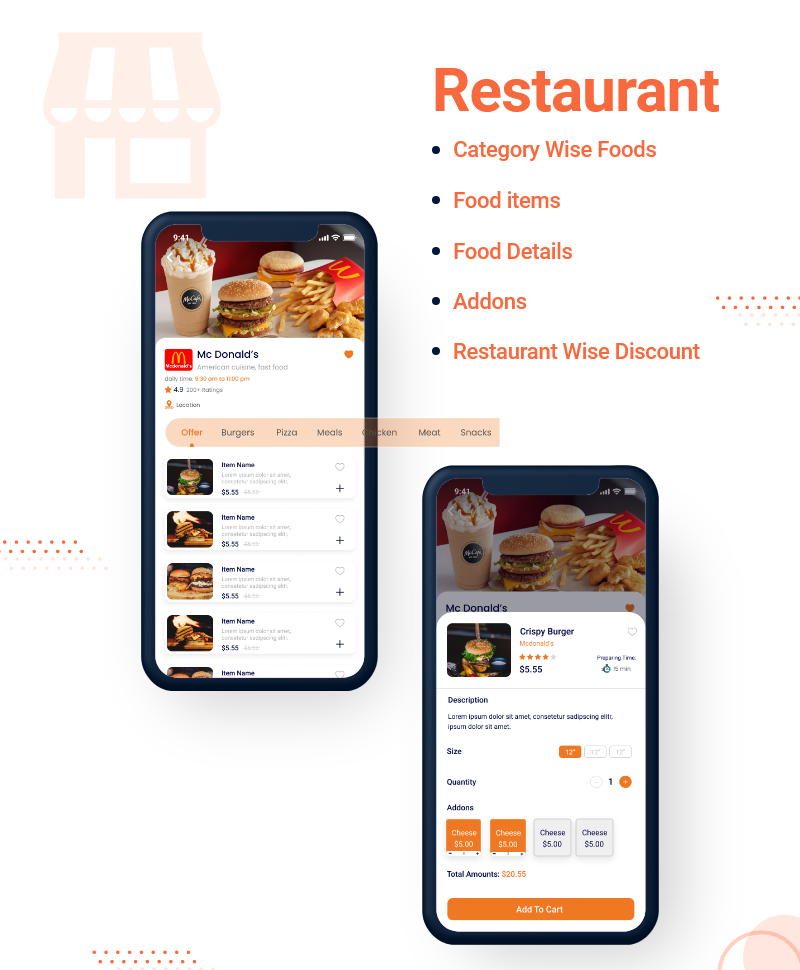 Restaurant
Category Wise Foods
Food items
Food Details
Addons
Restaurant Wise Discount
9:41
McCafé
McDonald's
Mc Donald's
American cuisine, fast food
daily time: 9:30 am to 11:00 pm
4.9 200+ Ratings
Location
Offer Burgers Pizza Meals Chicken Meat Snacks
Item Name
Lorem ipsum dolor sit amet,
consetetur sadipscing elitr,
$5.55 $5.55
+
Item Name
Lorem ipsum dolor sit amet,
consetetur sadipscing elitr,
$5.55 $5.55
+
Item Name
Lorem ipsum dolor sit amet,
consetetur sadipscing elitr,
$5.55 $5.55
+
Item Name
Lorem ipsum dolor sit amet,
consetetur sadipscing elitr,
$5.55 $5.55
+
Item Name
9:41
McCafé
Mc Donald's
Crispy Burger
Mcdonald's
Preparing Time:
$5.55
15 min
Description
Lorem ipsum dolor sit amet, consetetur sadipscing elitr,
ipsum dolor sit amet.
Size 12" 12" 12"
Quantity − 1 +
Addons
Cheese Cheese Cheese Cheese
$5.00 $5.00 $5.00 $5.00
− 1 + − 1 +
Total Amounts: $20.55
Add To Cart